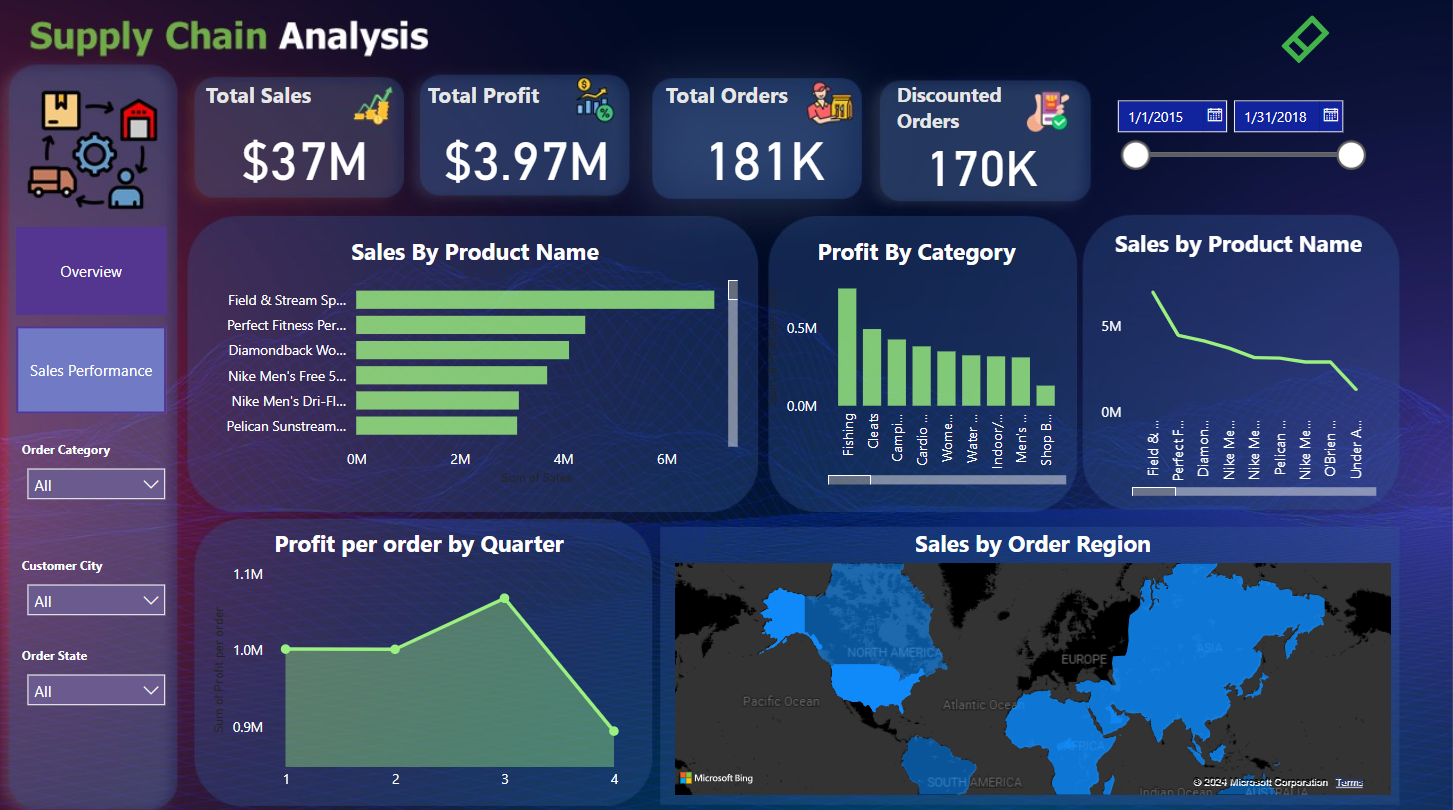 Supply Chain Analysis
Total Sales
$37M
Total Profit
$3.97M
Total Orders
181K
Discounted
Orders
170K
1/1/2015
1/31/2018
Overview
Sales Performance
Order Category
All
Customer City
All
Order State
All
Sales By Product Name
Field & Stream Sp...
Perfect Fitness Per...
Diamondback Wo...
Nike Men's Free 5...
Nike Men's Dri-Fl...
Pelican Sunstream...
0M
2M
4M
6M
Sum of Sales
Profit By Category
0.5M
0.0M
Fishing
Cleats
Campi...
Cardio ...
Wome...
Water ...
Indoor/...
Men's ...
Shop B...
Sales by Product Name
5M
0M
Field & ...
Perfect F...
Diamon...
Nike Me...
Nike Me...
Pelican ...
Nike Me...
O'Brien ...
Under A...
Profit per order by Quarter
Sum of Profit per order
1.1M
1.0M
0.9M
1
2
3
4
Sales by Order Region
NORTH AMERICA
EUROPE
ASIA
Pacific Ocean
Atlantic Ocean
AFRICA
SOUTH AMERICA
Indian Ocean
AUSTRALIA
Microsoft Bing
© 2024 Microsoft Corporation Terms